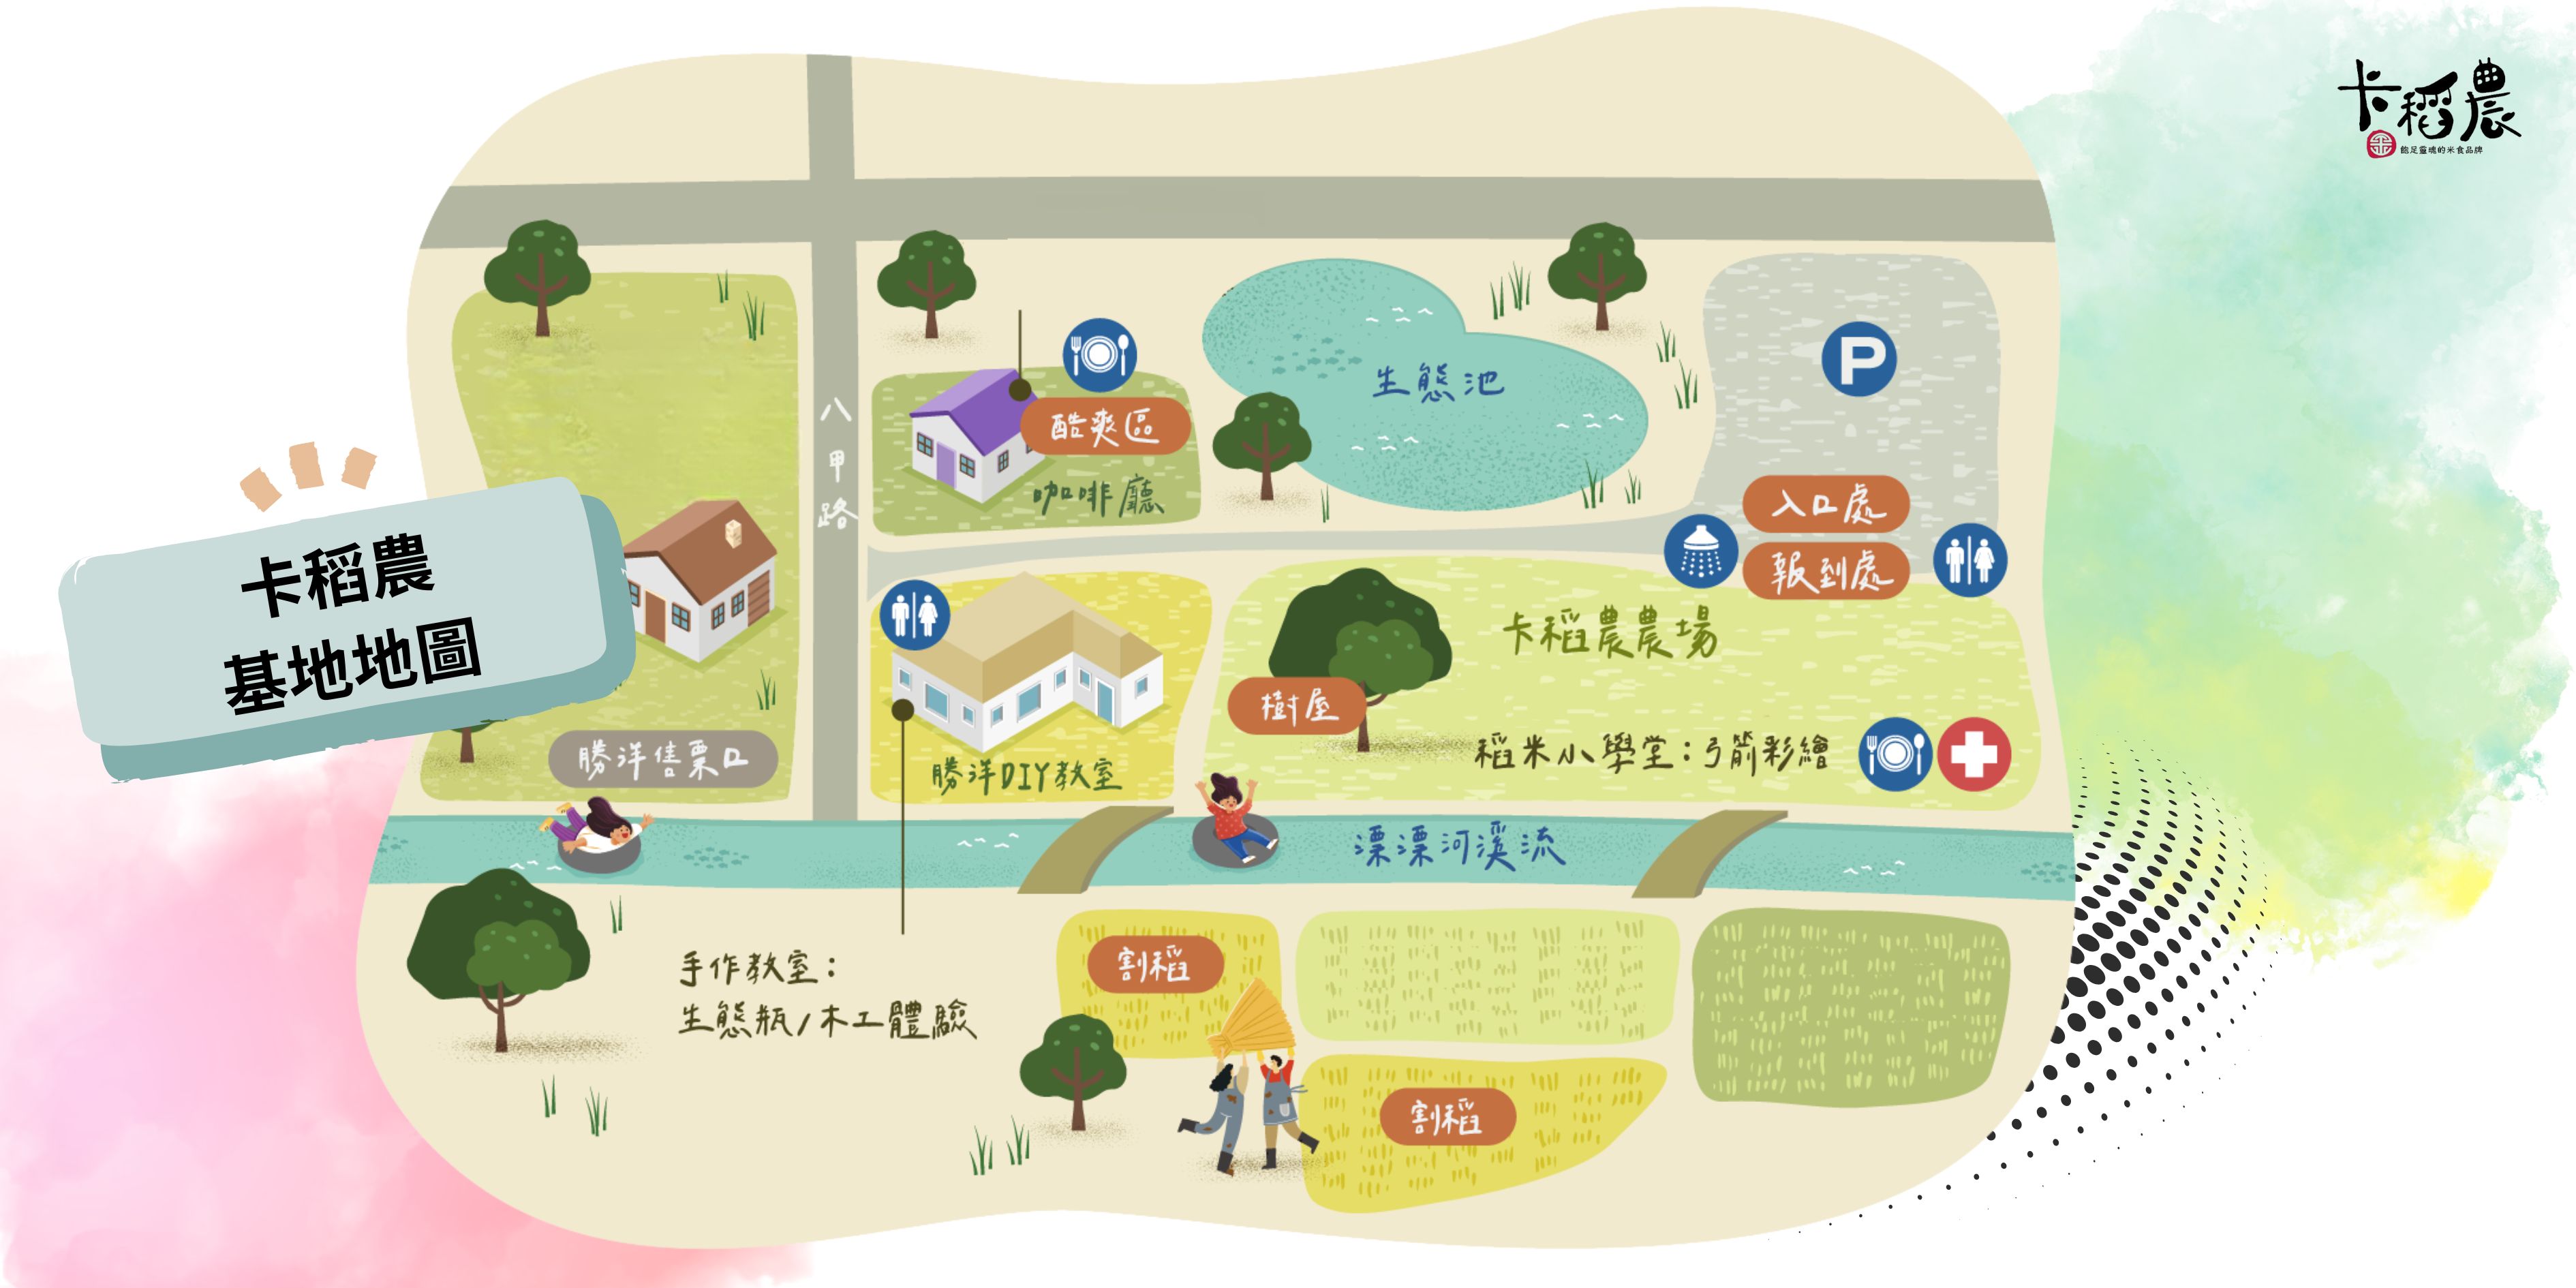 卡稻農
飽足靈魂的米食品牌
卡稻農
基地地圖
八甲路
酷爽區
咖啡廳
生態池
P
入口處
報到處
卡稻農農場
樹屋
稻米小學堂:弓箭彩繪
勝洋售票口
勝洋DIY教室
漂漂河溪流
手作教室:
生態瓶/木工體驗
割稻
割稻